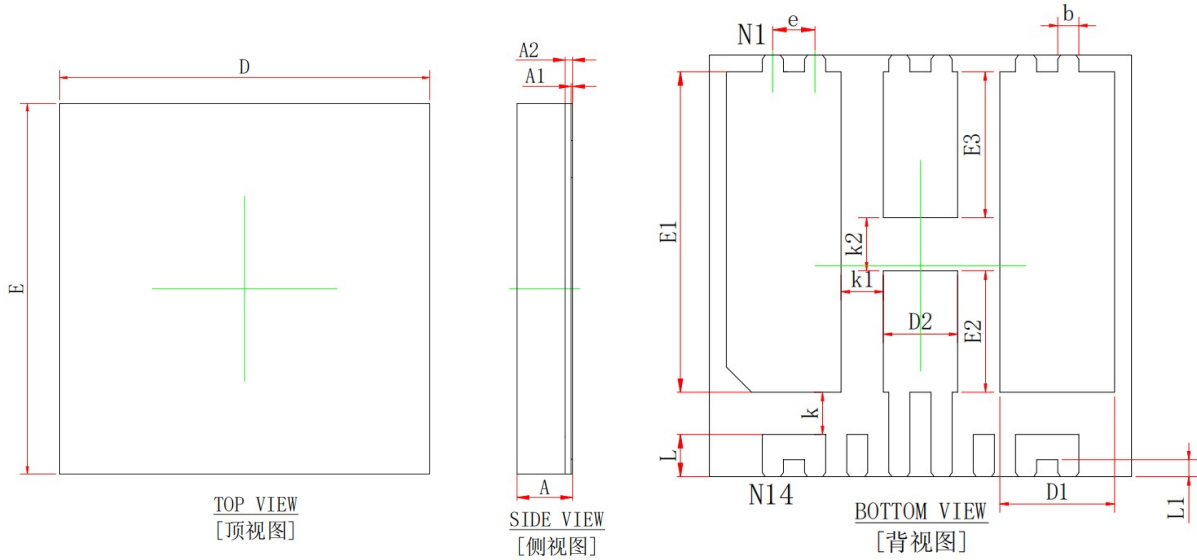 D
E
TOP VIEW
[顶视图]
A2
A1
A
SIDE VIEW
[侧视图]
N1
e
b
E1
E3
k2
k1
D2
E2
k
L
N14
D1
L1
BOTTOM VIEW
[背视图]